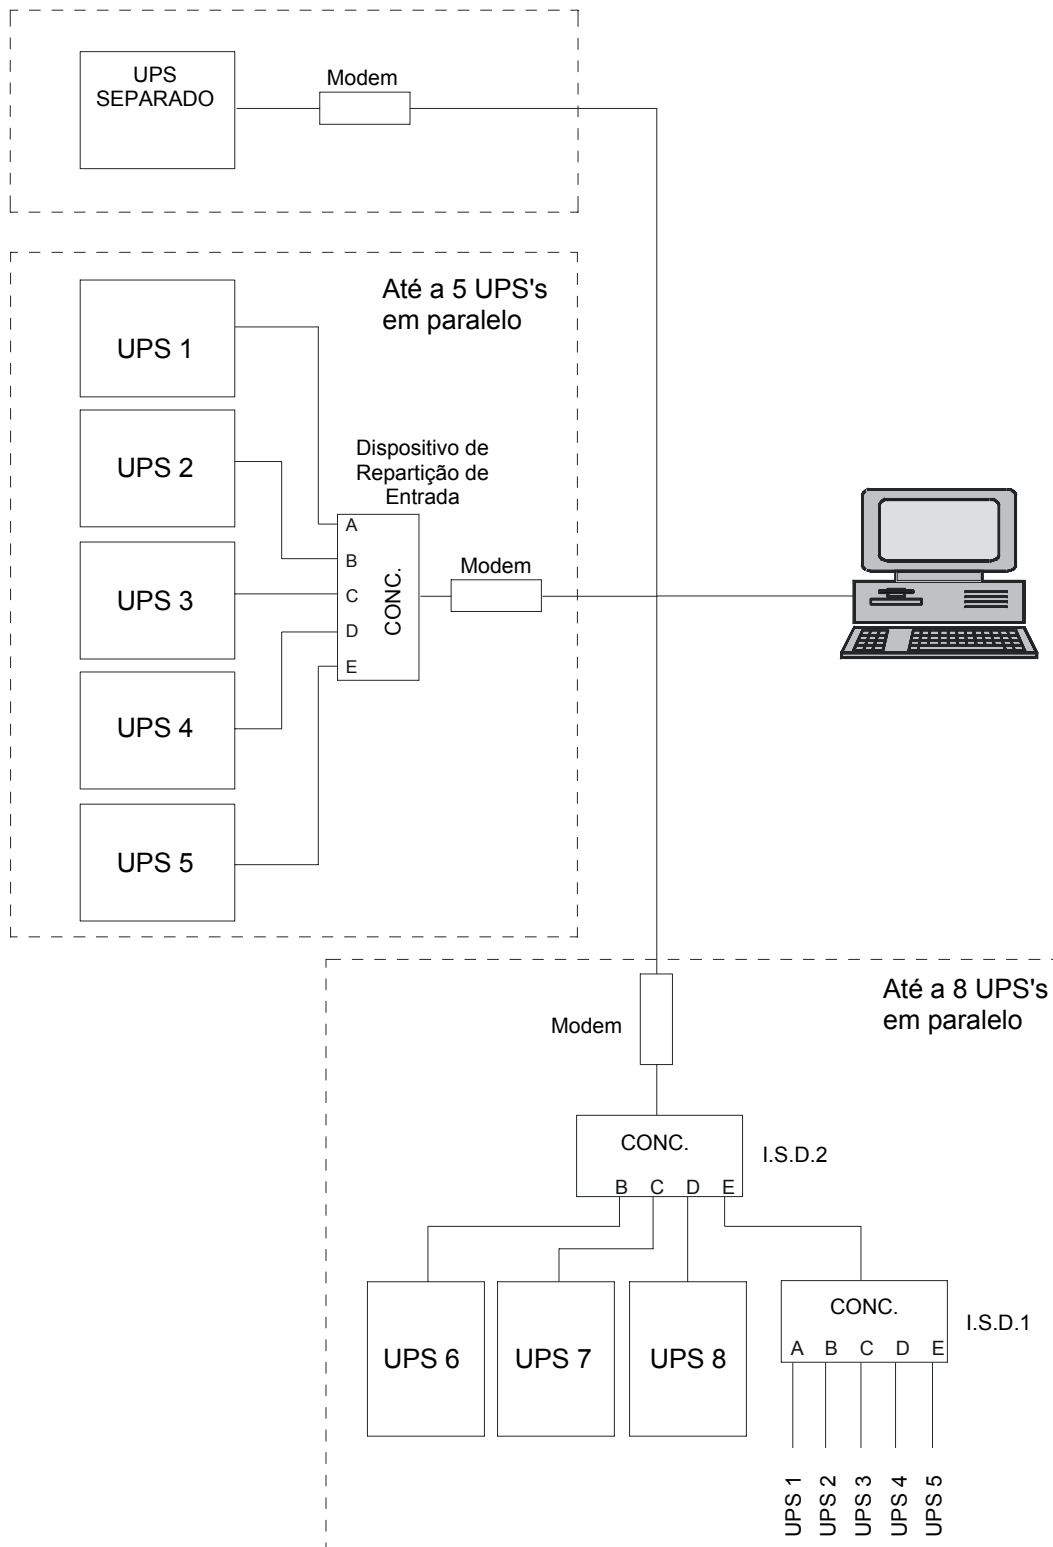 UPS
SEPARADO
Modem
Até a 5 UPS's
em paralelo
UPS 1
UPS 2
UPS 3
UPS 4
UPS 5
Dispositivo de
Repartição de
Entrada
A
B
C
D
E
CONC.
Modem
Até a 8 UPS's
em paralelo
Modem
CONC.
B C D E
I.S.D.2
UPS 6
UPS 7
UPS 8
CONC.
A B C D E
I.S.D.1
UPS 1
UPS 2
UPS 3
UPS 4
UPS 5